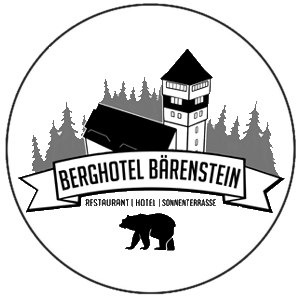 BERGHOTEL BÄRENSTEIN
RESTAURANT | HOTEL | SONNENTERRASSE